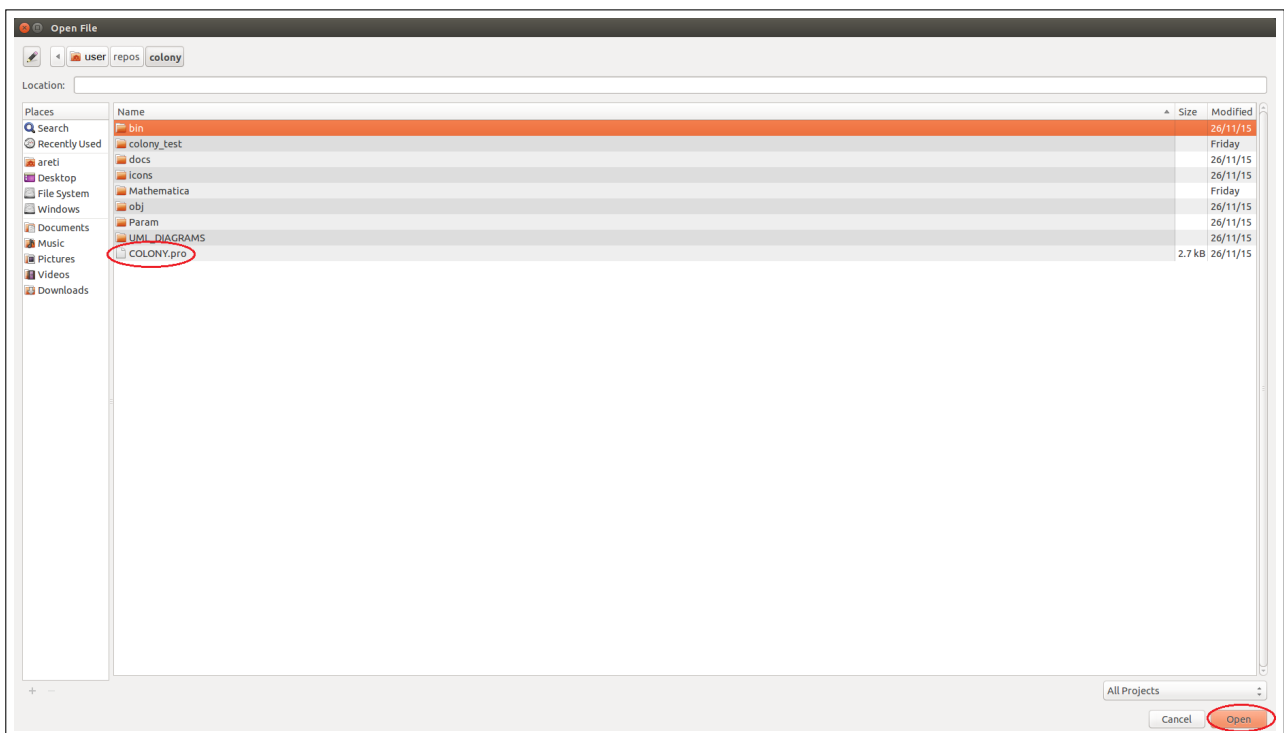 Open File
user repos colony
Location:
Places Name Size Modified
Search bin 26/11/15
Recently Used colony_test Friday
areti docs 26/11/15
Desktop icons 26/11/15
File System Mathematica Friday
Windows obj 26/11/15
Documents Param 26/11/15
Music UML_DIAGRAMS 26/11/15
Pictures COLONY.pro 2.7 kB 26/11/15
Videos
Downloads
All Projects
Cancel Open